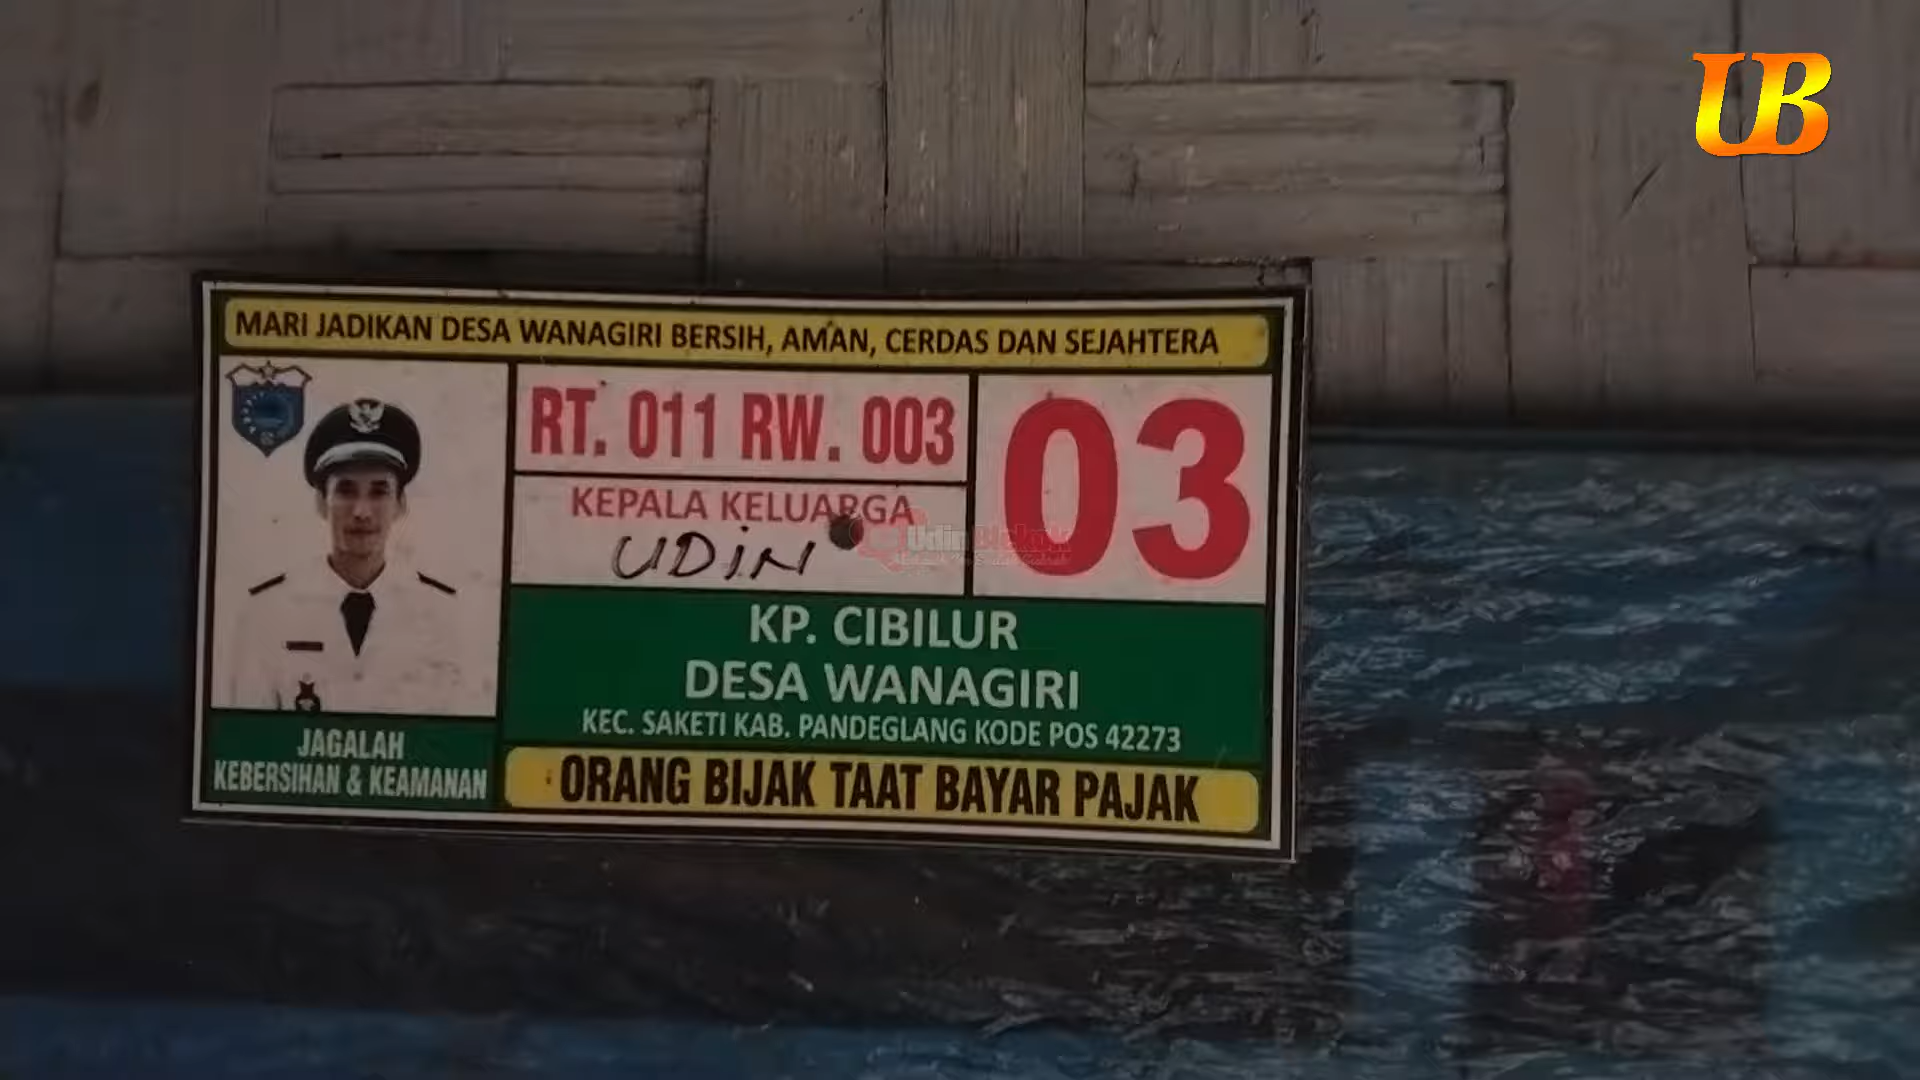 UB
MARI JADIKAN DESA WANAGIRI BERSIH, AMAN, CERDAS DAN SEJAHTERA
RT. 011 RW. 003
03
KEPALA KELUARGA
UDIN
KP. CIBILUR
DESA WANAGIRI
KEC. SAKETI KAB. PANDEGLANG KODE POS 42273
JAGALAH
KEBERSIHAN & KEAMANAN
ORANG BIJAK TAAT BAYAR PAJAK